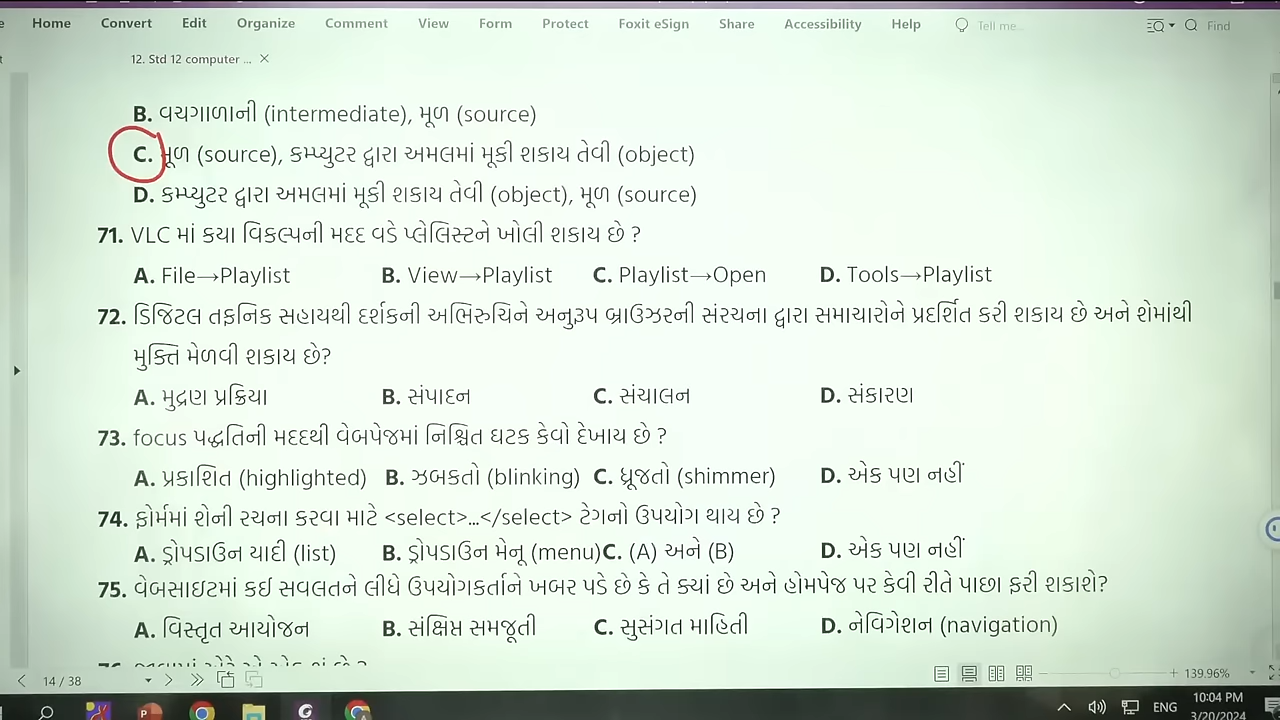 Home Convert Edit Organize Comment View Form Protect Foxit eSign Share Accessibility Help Tell me... Find
12. Std 12 computer ... ×
B. વચગાળાની (intermediate), મૂળ (source)
C. મૂળ (source), કમ્પ્યુટર દ્વારા અમલમાં મૂકી શકાય તેવી (object)
D. કમ્પ્યુટર દ્વારા અમલમાં મૂકી શકાય તેવી (object), મૂળ (source)
71. VLC માં કયા વિકલ્પની મદદ વડે પ્લેલિસ્ટને ખોલી શકાય છે ?
A. File→Playlist B. View→Playlist C. Playlist→Open D. Tools→Playlist
72. ડિજિટલ તકનિક સહાયથી દર્શકની અભિરુચિને અનુરૂપ બ્રાઉઝરની સંરચના દ્વારા સમાચારોને પ્રદર્શિત કરી શકાય છે અને શેમાંથી
મુક્તિ મેળવી શકાય છે?
A. મુદ્રણ પ્રક્રિયા B. સંપાદન C. સંચાલન D. સંકારણ
73. focus પદ્ધતિની મદદથી વેબપેજમાં નિશ્ચિત ઘટક કેવો દેખાય છે ?
A. પ્રકાશિત (highlighted) B. ઝબકતો (blinking) C. ધ્રૂજતો (shimmer) D. એક પણ નહીં
74. ફોર્મમાં શેની રચના કરવા માટે <select>...</select> ટેગનો ઉપયોગ થાય છે ?
A. ડ્રોપડાઉન યાદી (list) B. ડ્રોપડાઉન મેનૂ (menu) C. (A) અને (B) D. એક પણ નહીં
75. વેબસાઇટમાં કઈ સવલતને લીધે ઉપયોગકર્તાને ખબર પડે છે કે તે ક્યાં છે અને હોમપેજ પર કેવી રીતે પાછા ફરી શકાશે?
A. વિસ્તૃત આયોજન B. સંક્ષિપ્ત સમજૂતી C. સુસંગત માહિતી D. નેવિગેશન (navigation)
14 / 38 139.96%
ENG 10:04 PM
3/20/2024